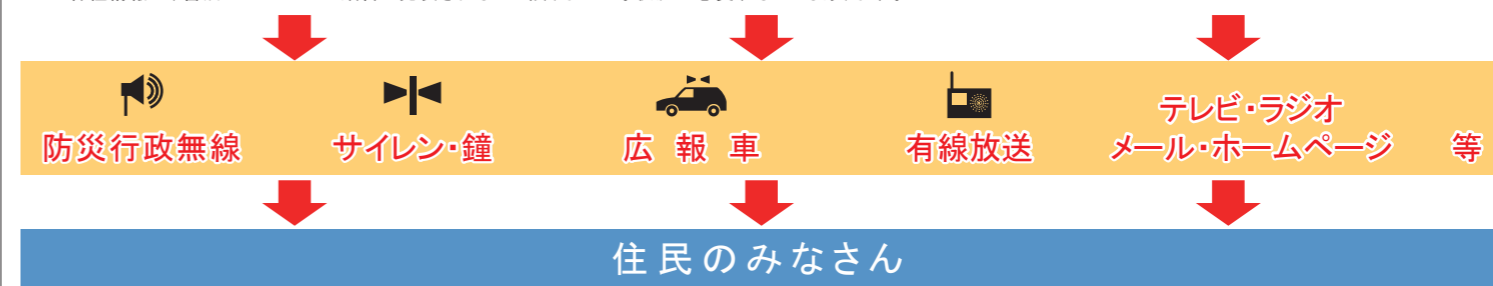 テレビ・ラジオ
防災行政無線 サイレン・鐘 広報車 有線放送 メール・ホームページ 等
住民のみなさん